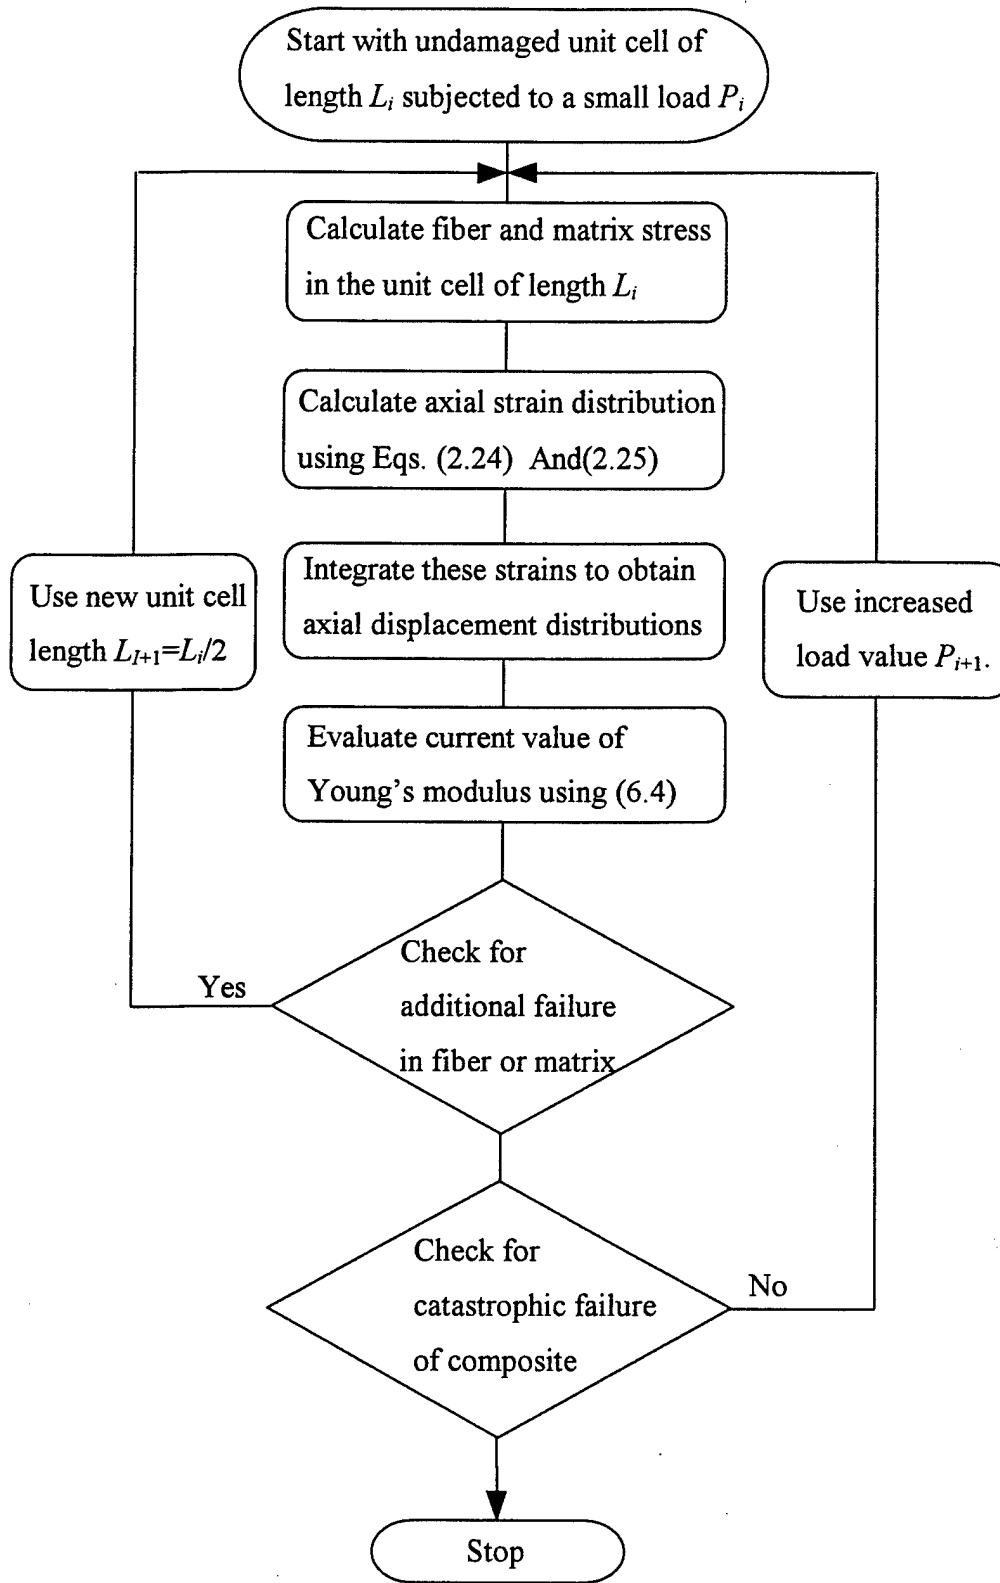 Start with undamaged unit cell of
length Li subjected to a small load Pi
Calculate fiber and matrix stress
in the unit cell of length Li
Calculate axial strain distribution
using Eqs. (2.24) And(2.25)
Integrate these strains to obtain
axial displacement distributions
Use new unit cell
length LI+1=Li/2
Use increased
load value Pi+1.
Evaluate current value of
Young's modulus using (6.4)
Check for
additional failure
in fiber or matrix
Yes
Check for
catastrophic failure
of composite
No
Stop